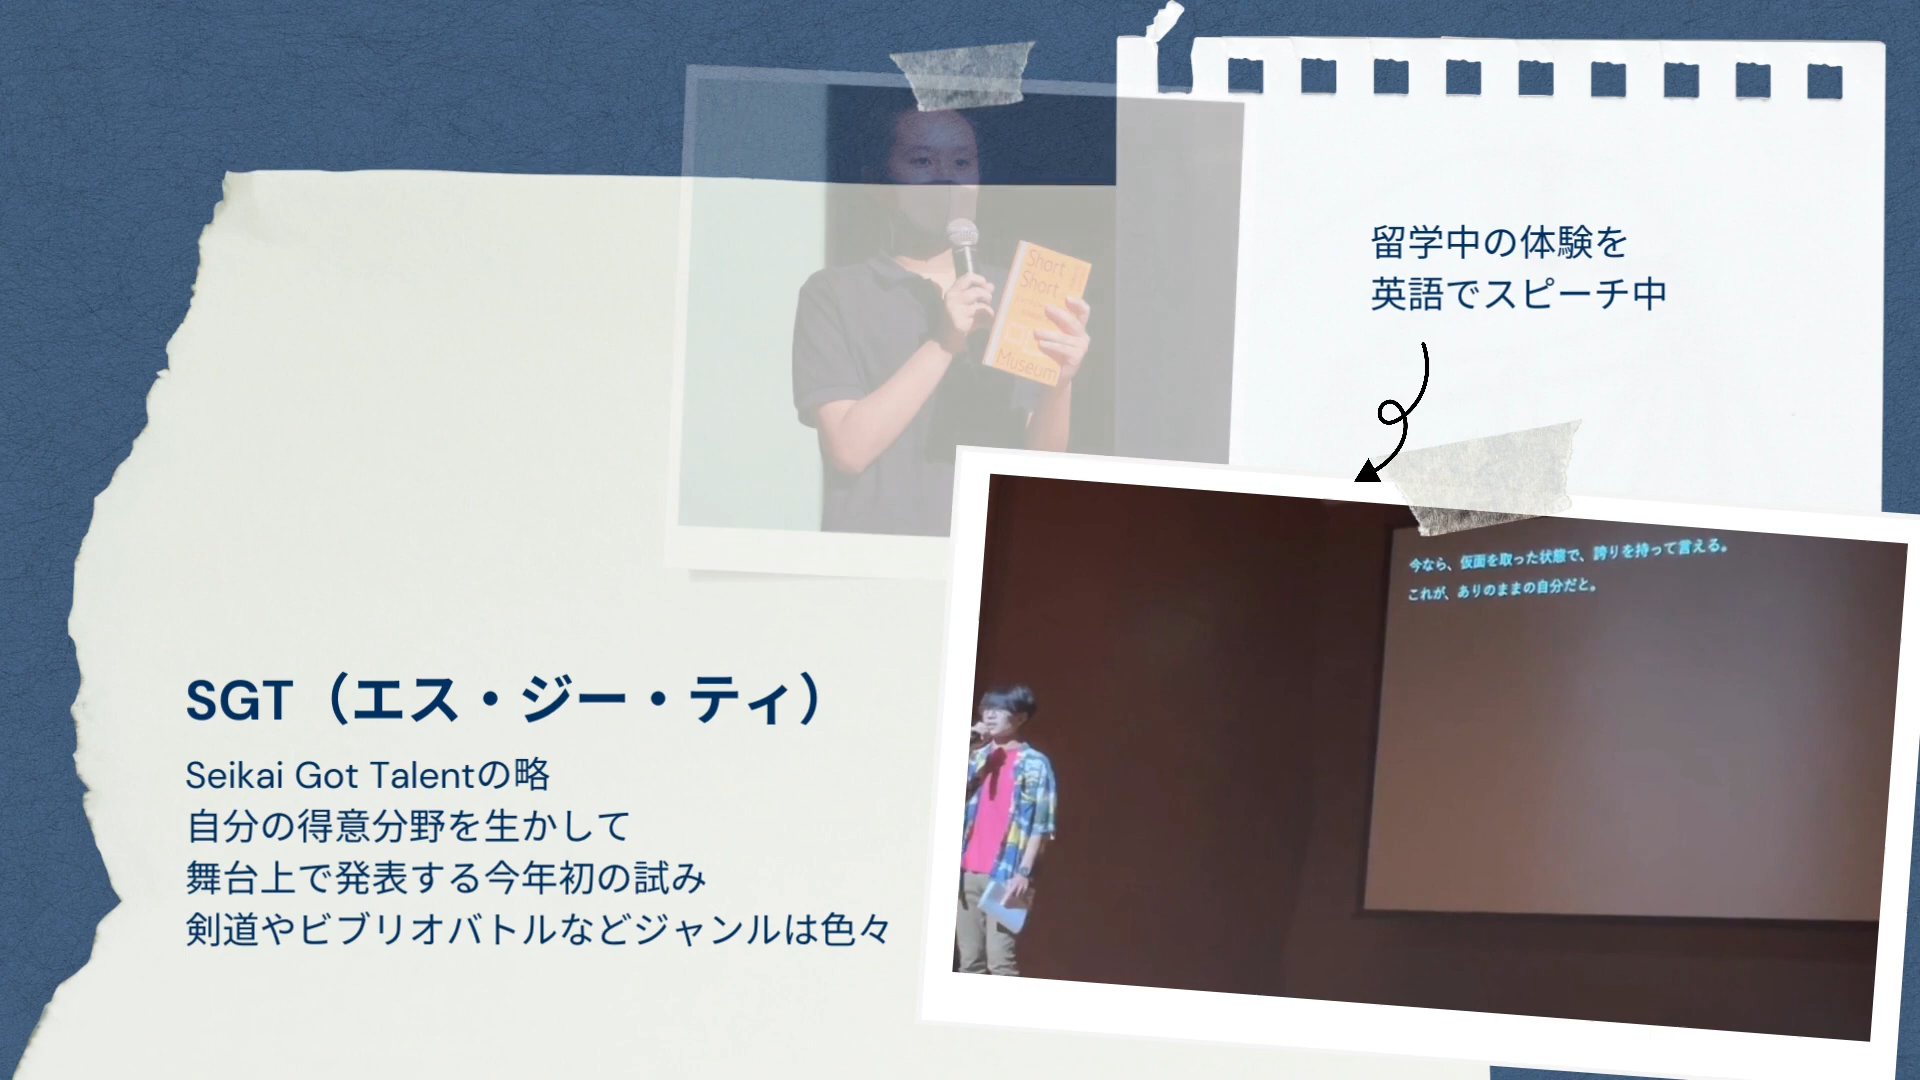 留学中の体験を
英語でスピーチ中
Short
Short
Museum
今なら、仮面を取った状態で、誇りを持って言える。
これが、ありのままの自分だと。
SGT（エス・ジー・ティ）
Seikai Got Talentの略
自分の得意分野を生かして
舞台上で発表する今年初の試み
剣道やビブリオバトルなどジャンルは色々